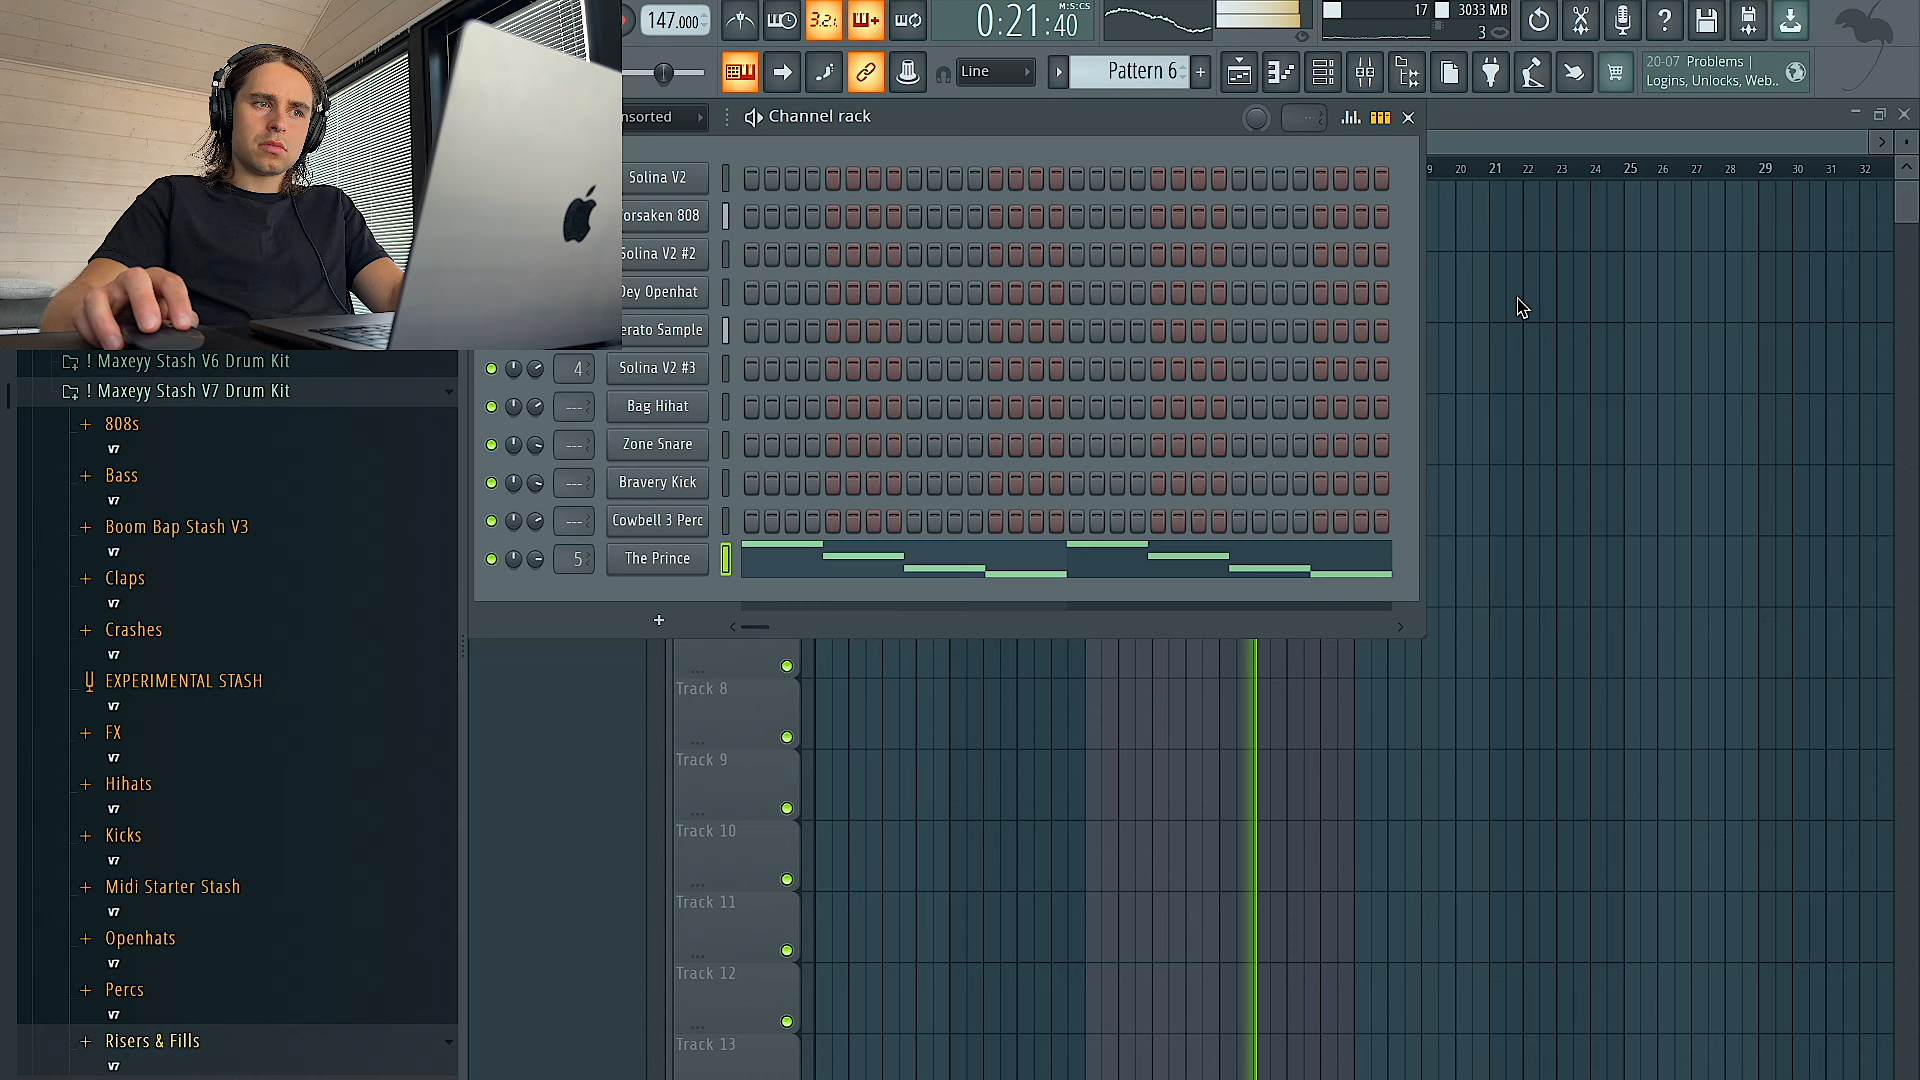 147.000
3.2.
0:21:40
M:S:CS
17
3033 MB
3
Line
Pattern 6
20-07 Problems |
Logins, Unlocks, Web..
nsorted
Channel rack
Solina V2
orsaken 808
Solina V2 #2
Dey Openhat
erato Sample
4
Solina V2 #3
---
Bag Hihat
---
Zone Snare
---
Bravery Kick
---
Cowbell 3 Perc
5
The Prince
9 20 21 22 23 24 25 26 27 28 29 30 31 32
! Maxeyy Stash V6 Drum Kit
! Maxeyy Stash V7 Drum Kit
808s
V7
Bass
V7
Boom Bap Stash V3
V7
Claps
V7
Crashes
V7
EXPERIMENTAL STASH
V7
FX
V7
Hihats
V7
Kicks
V7
Midi Starter Stash
V7
Openhats
V7
Percs
V7
Risers & Fills
V7
Track 8
Track 9
Track 10
Track 11
Track 12
Track 13